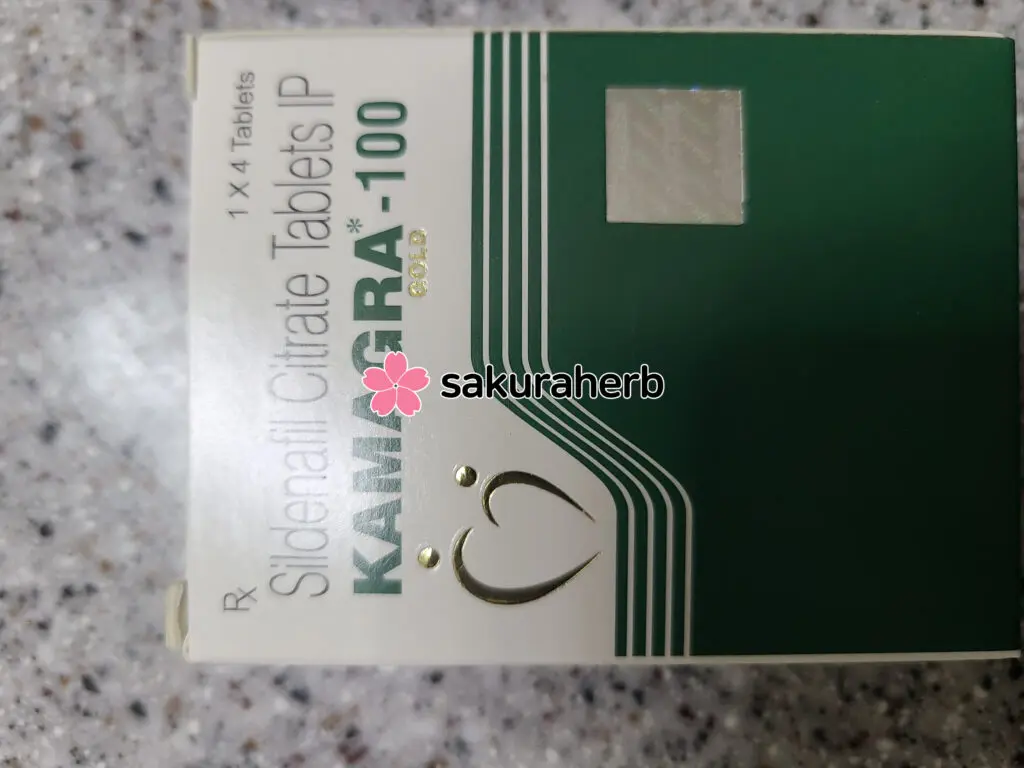 Rx
1 X 4 Tablets
Sildenafil Citrate Tablets IP
KAMAGRA*-100
GOLD
sakuraherb